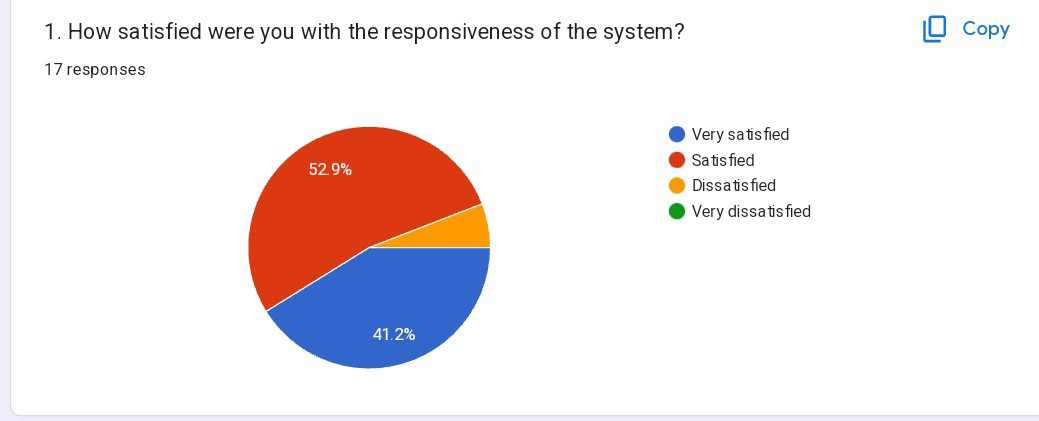 1. How satisfied were you with the responsiveness of the system?
Copy
17 responses
52.9%
41.2%
Very satisfied
Satisfied
Dissatisfied
Very dissatisfied